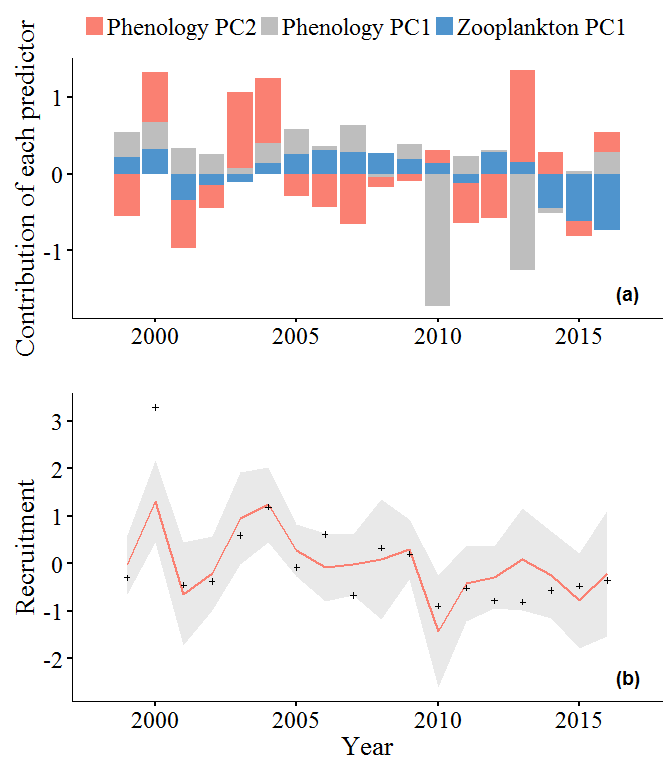 Phenology PC2 Phenology PC1 Zooplankton PC1
Contribution of each predictor
1
0
-1
(a)
2000 2005 2010 2015
Recruitment
3
2
1
0
-1
-2
(b)
2000 2005 2010 2015
Year